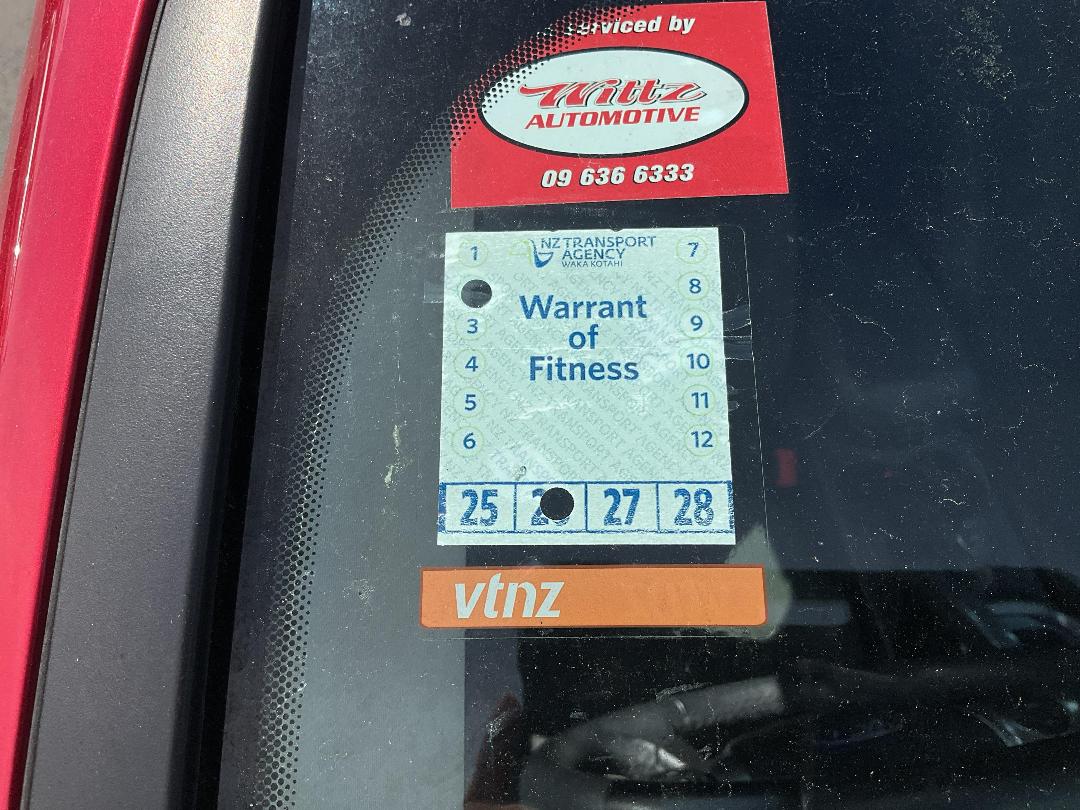 serviced by
Wittz
AUTOMOTIVE
09 636 6333
NZ TRANSPORT
AGENCY
WAKA KOTAHI
1 7
8
Warrant
of
Fitness
3 9
4 10
5 11
6 12
25 27 28
vtnz